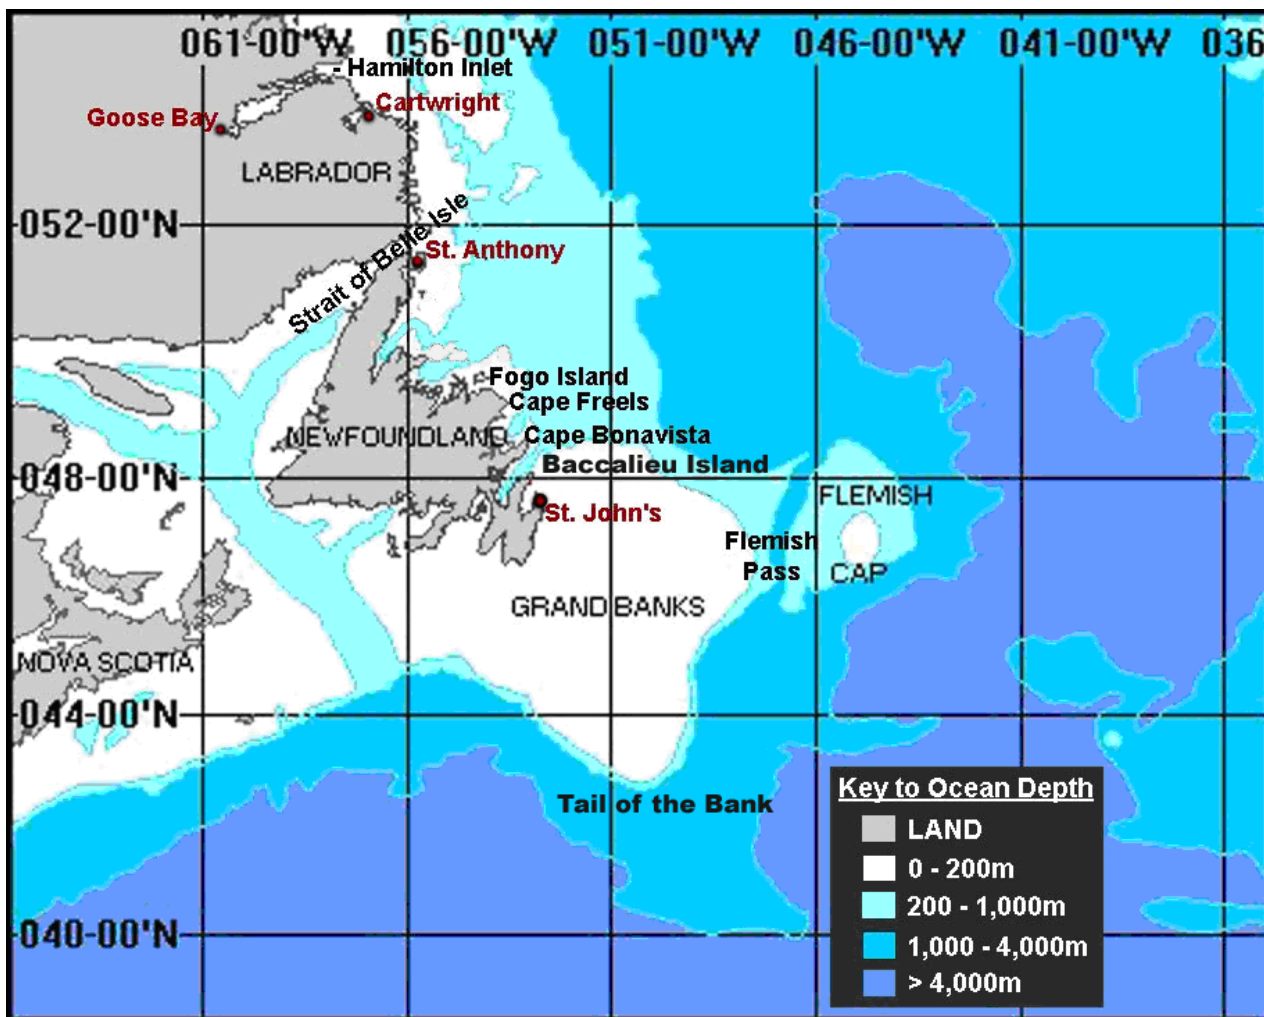 061-00'W 056-00'W 051-00'W 046-00'W 041-00'W 036
- Hamilton Inlet
Cartwright
Goose Bay
LABRADOR
052-00'N
Strait of Belle Isle
St. Anthony
Fogo Island
Cape Freels
NEWFOUNDLAND
Cape Bonavista
Baccalieu Island
048-00'N
FLEMISH
St. John's
Flemish
Pass
CAP
GRAND BANKS
NOVA SCOTIA
044-00'N
Tail of the Bank
040-00'N
Key to Ocean Depth
LAND
0 - 200m
200 - 1,000m
1,000 - 4,000m
> 4,000m